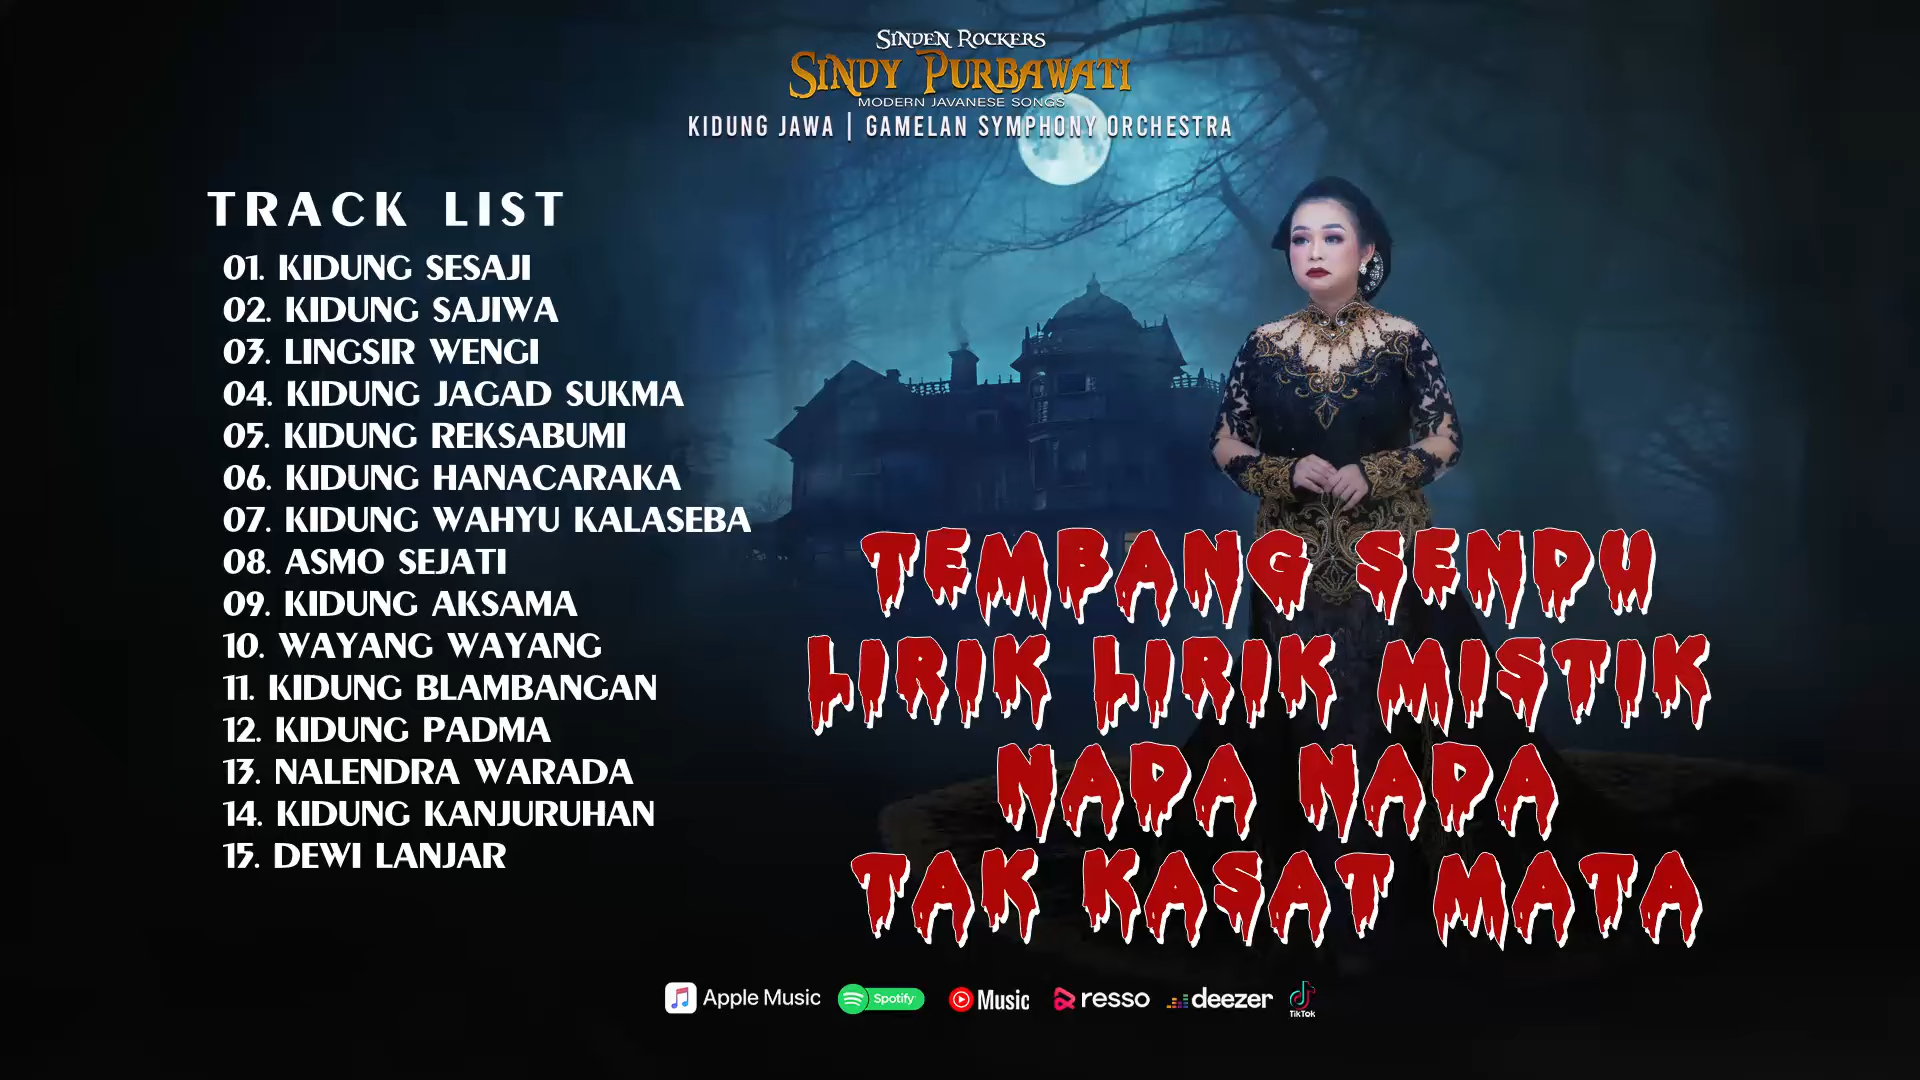 SINDEN ROCKERS
SINDY PURBAWATI
MODERN JAVANESE SONGS
KIDUNG JAWA | GAMELAN SYMPHONY ORCHESTRA
TRACK LIST
01. KIDUNG SESAJI
02. KIDUNG SAJIWA
03. LINGSIR WENGI
04. KIDUNG JAGAD SUKMA
05. KIDUNG REKSABUMI
06. KIDUNG HANACARAKA
07. KIDUNG WAHYU KALASEBA
08. ASMO SEJATI
09. KIDUNG AKSAMA
10. WAYANG WAYANG
11. KIDUNG BLAMBANGAN
12. KIDUNG PADMA
13. NALENDRA WARADA
14. KIDUNG KANJURUHAN
15. DEWI LANJAR
TEMBANG SENDU
LIRIK LIRIK MISTIK
NADA NADA
TAK KASAT MATA
Apple Music Spotify Music resso deezer TikTok